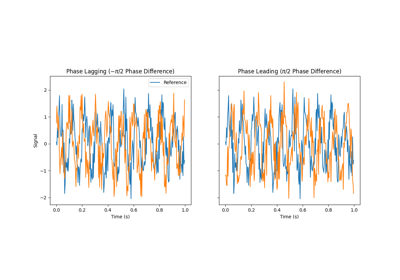 Phase Lagging (−π/2 Phase Difference)
Reference
2
1
0
−1
−2
Signal
0.0 0.2 0.4 0.6 0.8 1.0
Time (s)
Phase Leading (π/2 Phase Difference)
0.0 0.2 0.4 0.6 0.8 1.0
Time (s)